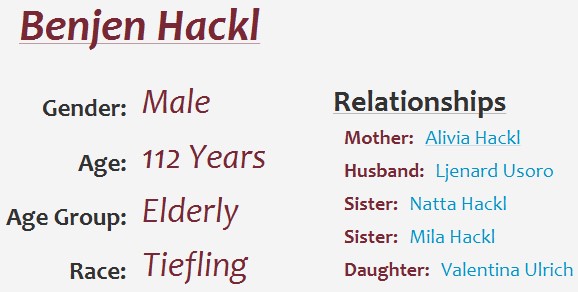 Benjen Hackl
Gender: Male
Age: 112 Years
Age Group: Elderly
Race: Tiefling
Relationships
Mother: Alivia Hackl
Husband: Ljenard Usoro
Sister: Natta Hackl
Sister: Mila Hackl
Daughter: Valentina Ulrich